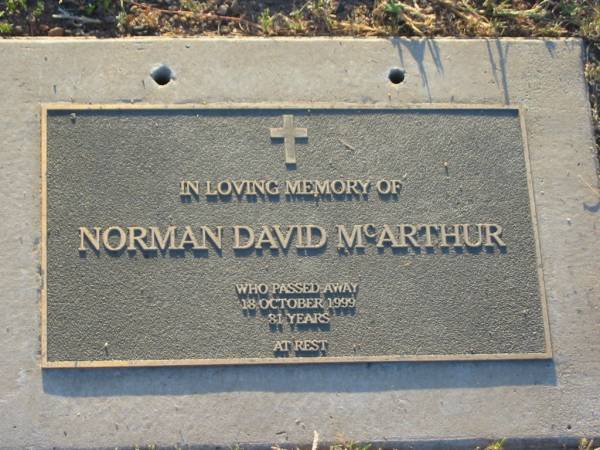 IN LOVING MEMORY OF
NORMAN DAVID McARTHUR
WHO PASSED AWAY
18 OCTOBER 1999
81 YEARS
AT REST